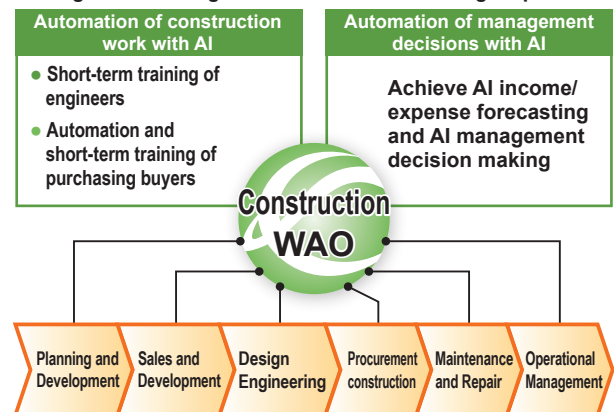 Automation of construction
work with AI
● Short-term training of
engineers
● Automation and
short-term training of
purchasing buyers
Automation of management
decisions with AI
Achieve AI income/
expense forecasting
and AI management
decision making
Construction
WAO
Planning and
Development
Sales and
Development
Design
Engineering
Procurement
construction
Maintenance
and Repair
Operational
Management